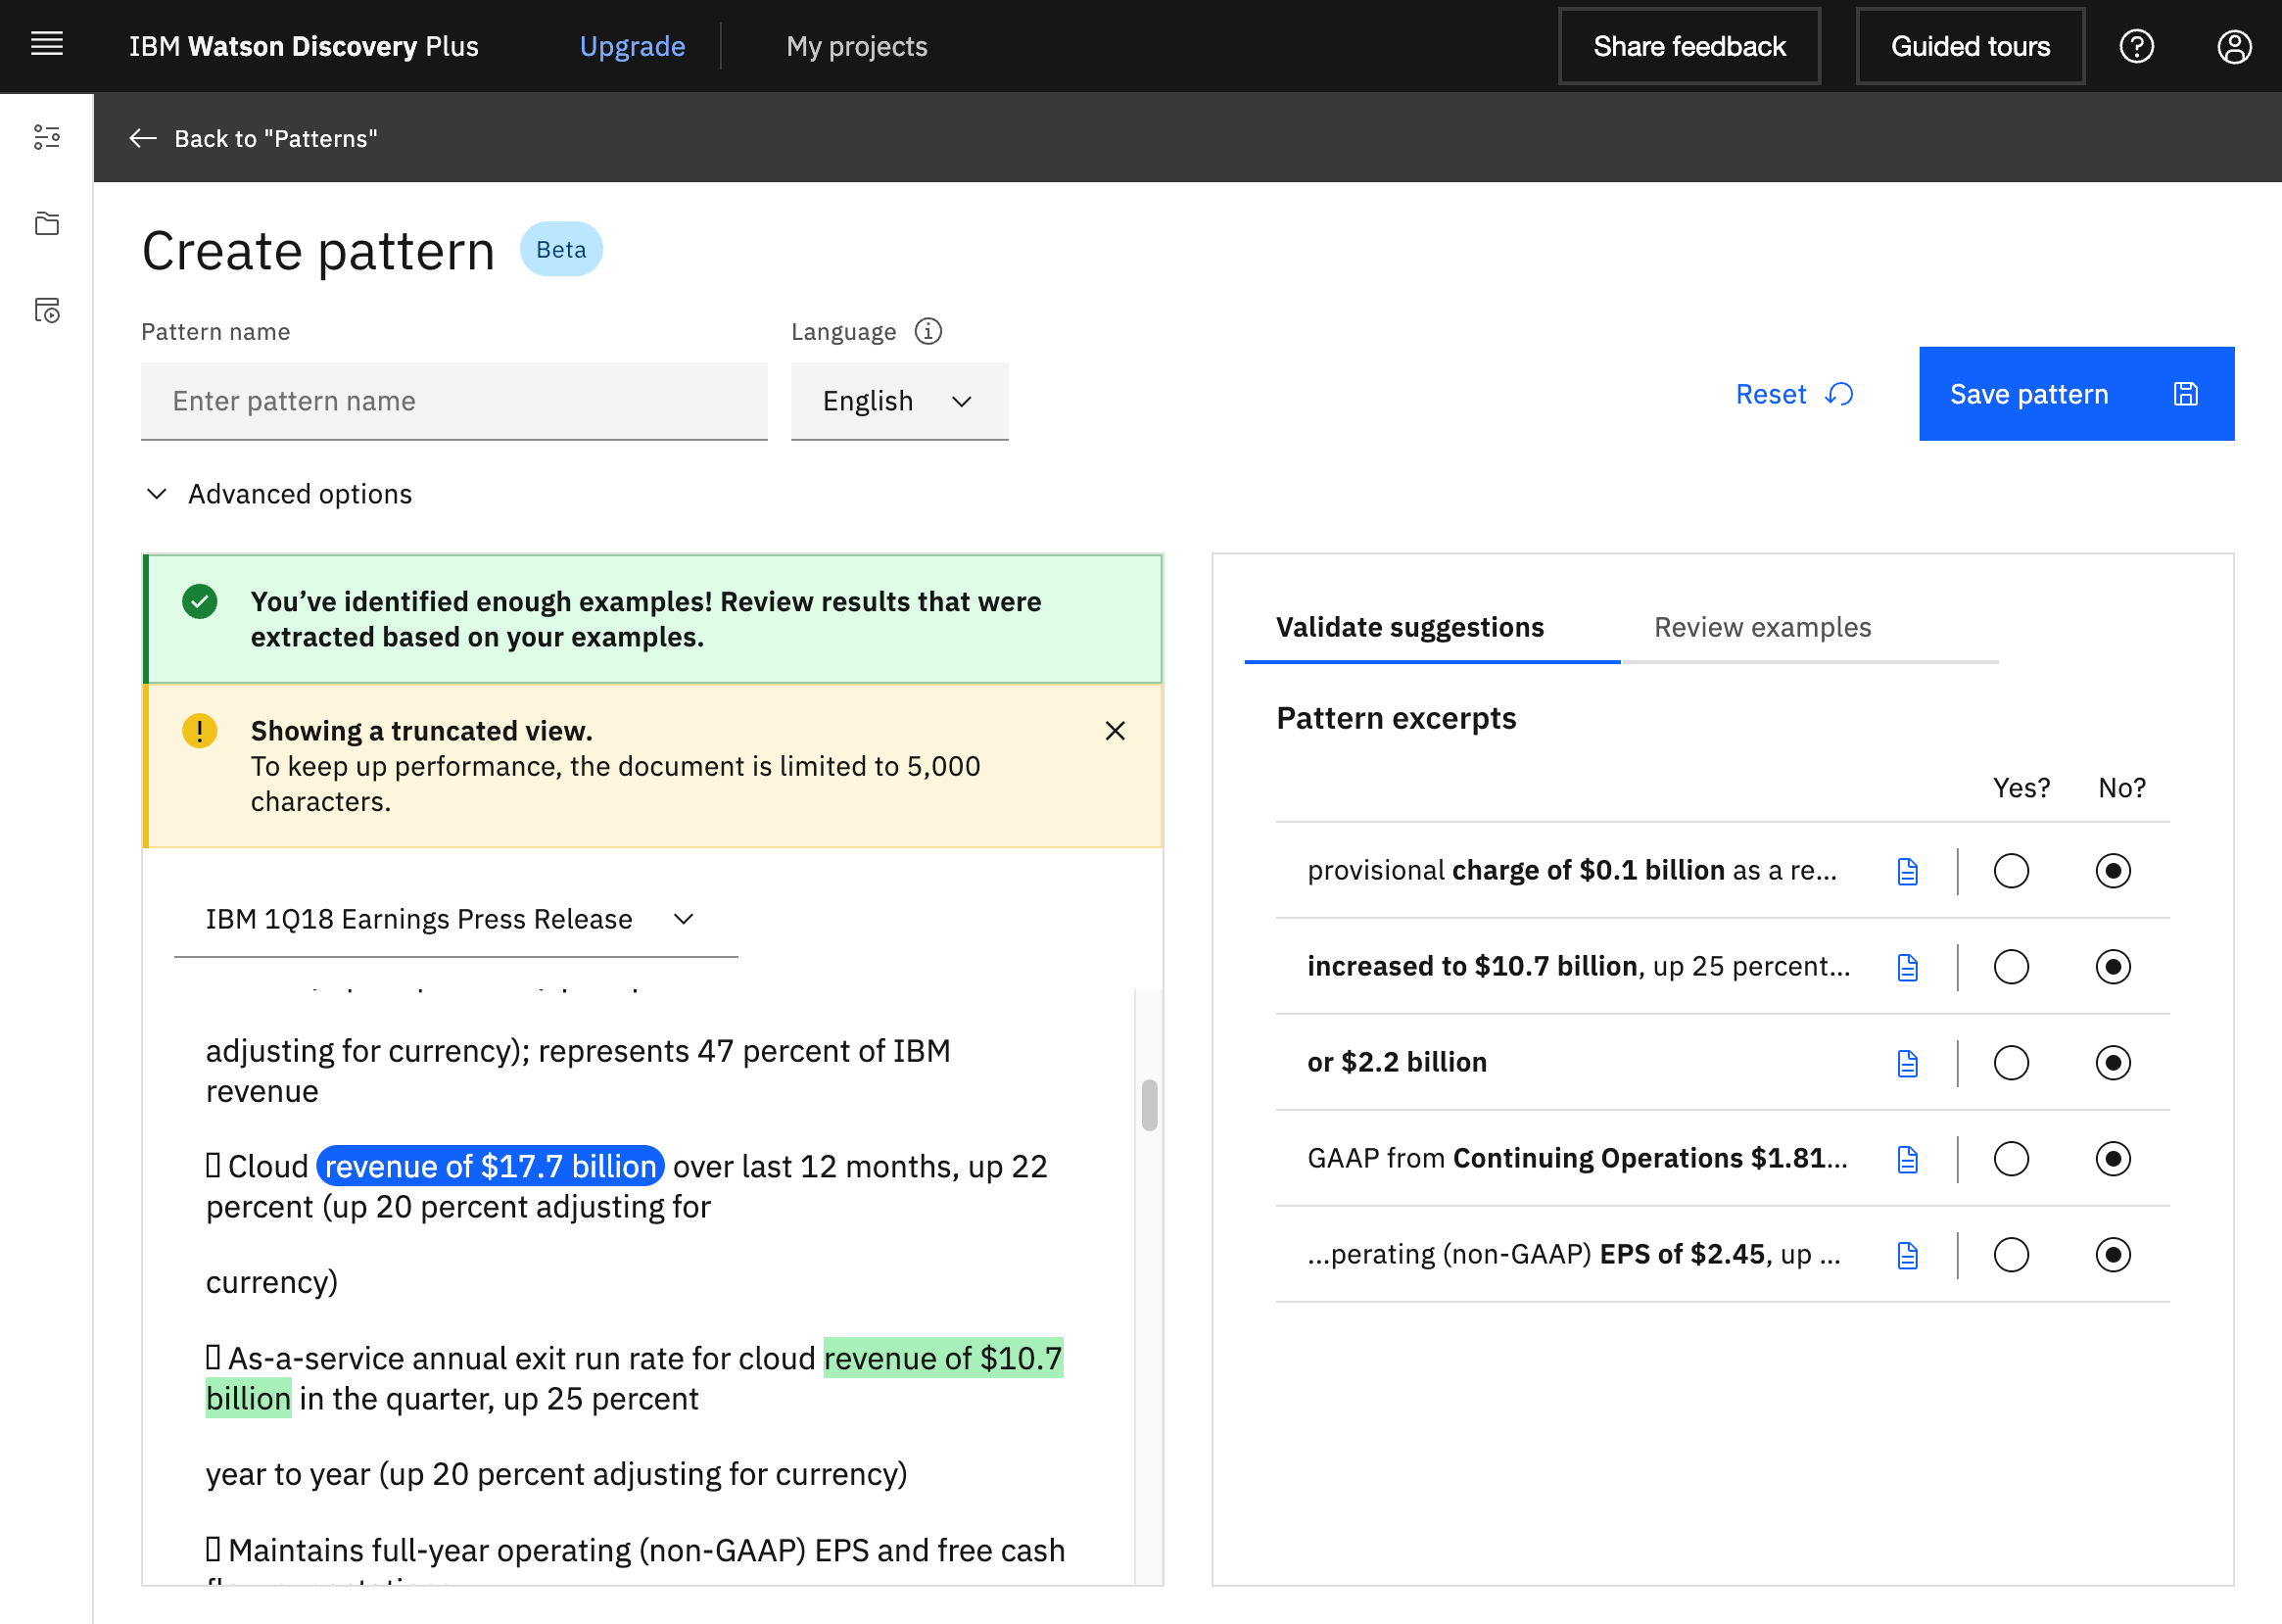 IBM Watson Discovery Plus
Upgrade
My projects
Share feedback
Guided tours
Back to "Patterns"
Create pattern
Beta
Pattern name
Language
Enter pattern name
English
Reset
Save pattern
Advanced options
You’ve identified enough examples! Review results that were
extracted based on your examples.
Showing a truncated view.
To keep up performance, the document is limited to 5,000
characters.
IBM 1Q18 Earnings Press Release
adjusting for currency); represents 47 percent of IBM
revenue
Cloud revenue of $17.7 billion over last 12 months, up 22
percent (up 20 percent adjusting for
currency)
As-a-service annual exit run rate for cloud revenue of $10.7
billion in the quarter, up 25 percent
year to year (up 20 percent adjusting for currency)
Maintains full-year operating (non-GAAP) EPS and free cash
Validate suggestions
Review examples
Pattern excerpts
Yes? No?
provisional charge of $0.1 billion as a re...
increased to $10.7 billion, up 25 percent...
or $2.2 billion
GAAP from Continuing Operations $1.81...
...perating (non-GAAP) EPS of $2.45, up ...